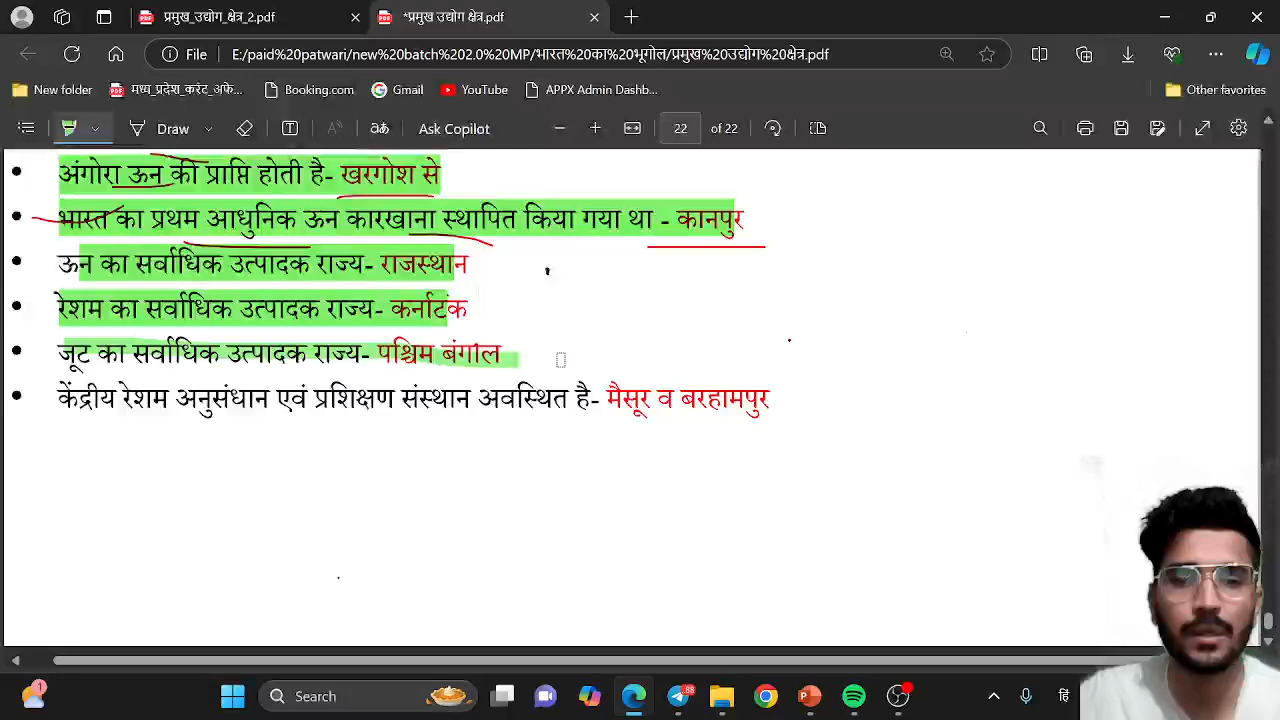 प्रमुख_उद्योग_क्षेत्र_2.pdf
*प्रमुख उद्योग क्षेत्र.pdf
File
E:/paid%20patwari/new%20batch%202.0%20MP/भारत%20का%20भूगोल/प्रमुख%20उद्योग%20क्षेत्र.pdf
New folder
मध्य_प्रदेश_करंट_अफे...
Booking.com
Gmail
YouTube
APPX Admin Dashb...
Other favorites
Draw
Ask Copilot
22 of 22
• अंगोरा ऊन की प्राप्ति होती है- खरगोश से
• भारत का प्रथम आधुनिक ऊन कारखाना स्थापित किया गया था - कानपुर
• ऊन का सर्वाधिक उत्पादक राज्य- राजस्थान
• रेशम का सर्वाधिक उत्पादक राज्य- कर्नाटक
• जूट का सर्वाधिक उत्पादक राज्य- पश्चिम बंगाल
• केंद्रीय रेशम अनुसंधान एवं प्रशिक्षण संस्थान अवस्थित है- मैसूर व बरहामपुर
1
Search
88
हिं